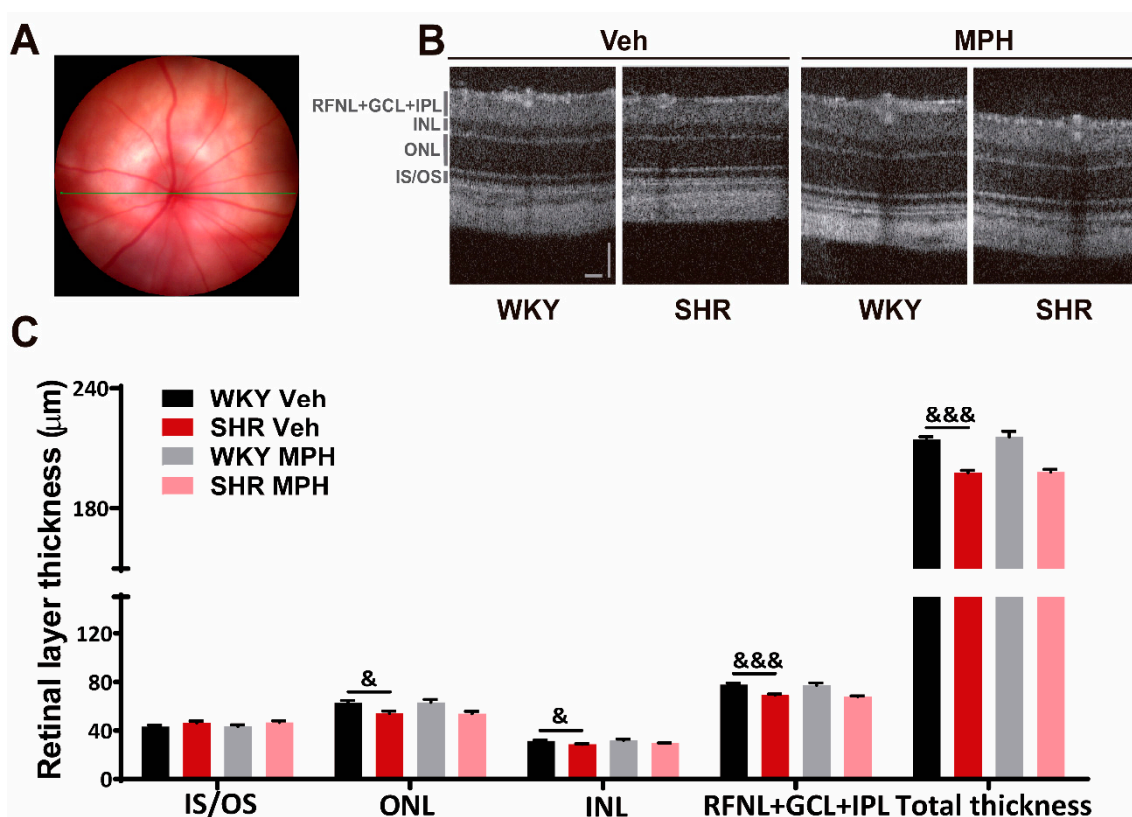 A
B
Veh
MPH
RFNL+GCL+IPL
INL
ONL
IS/OS
WKY
SHR
WKY
SHR
C
Retinal layer thickness (μm)
240
180
120
80
40
0
WKY Veh
SHR Veh
WKY MPH
SHR MPH
&
&
&&&
&&&
IS/OS
ONL
INL
RFNL+GCL+IPL
Total thickness